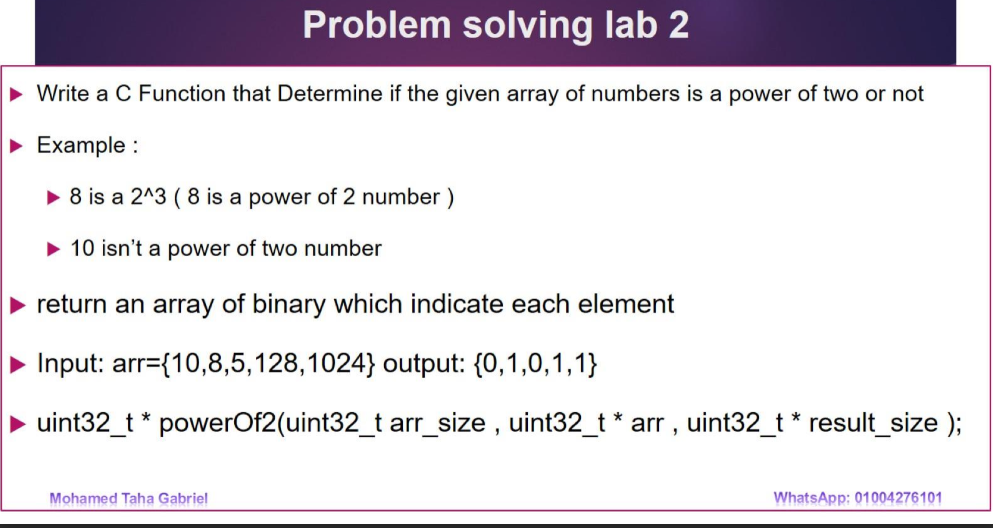 Problem solving lab 2
Write a C Function that Determine if the given array of numbers is a power of two or not
Example :
8 is a 2^3 ( 8 is a power of 2 number )
10 isn't a power of two number
return an array of binary which indicate each element
Input: arr={10,8,5,128,1024} output: {0,1,0,1,1}
uint32_t * powerOf2(uint32_t arr_size , uint32_t * arr , uint32_t * result_size );
Mohamed Taha Gabriel
WhatsApp: 01004276101